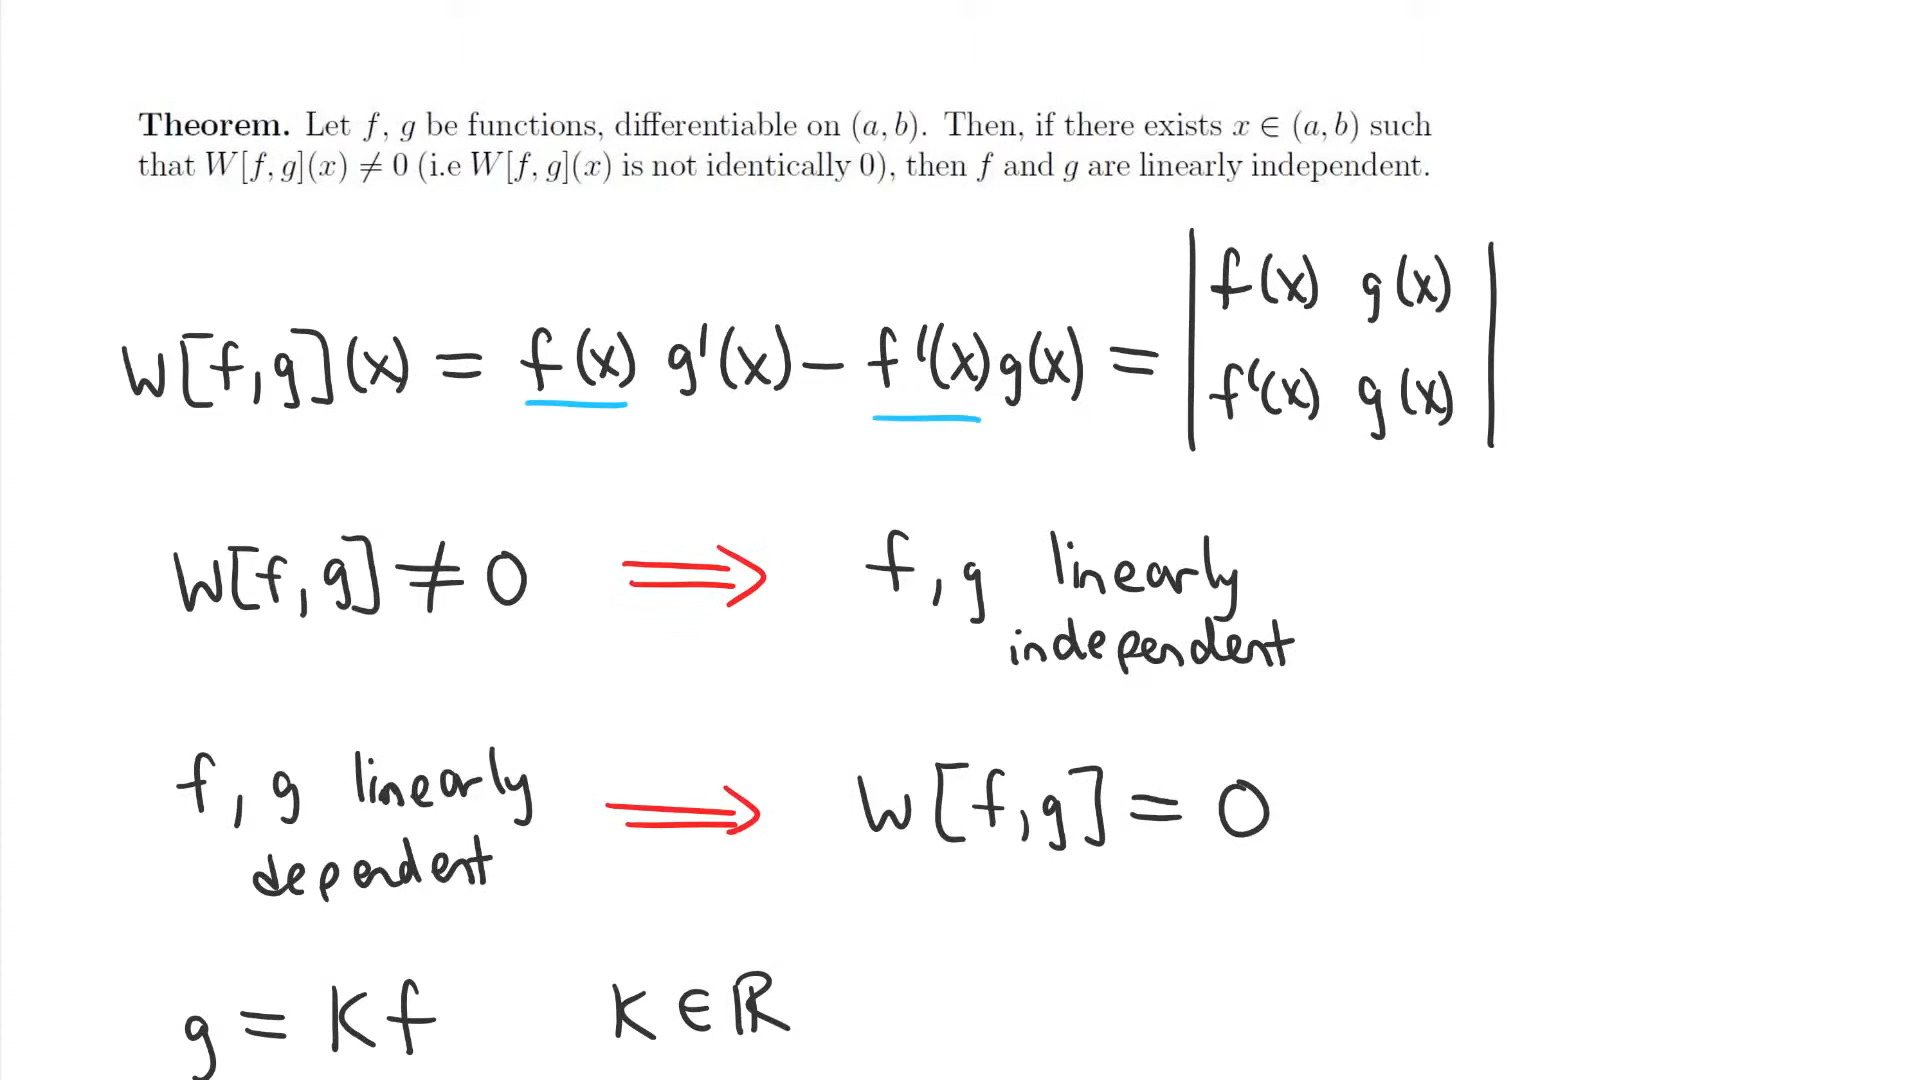 Theorem. Let f, g be functions, differentiable on (a, b). Then, if there exists x ∈ (a, b) such
that W[f, g](x) ≠ 0 (i.e W[f, g](x) is not identically 0), then f and g are linearly independent.
f(x) g(x)
W[f,g](x) = f(x) g'(x) - f'(x)g(x) =
f'(x) g(x)
W[f,g] ≠ 0 ⟹ f, g linearly
independent
f, g linearly ⟹ W[f,g] = 0
dependent
g = Kf K ∈ ℝ